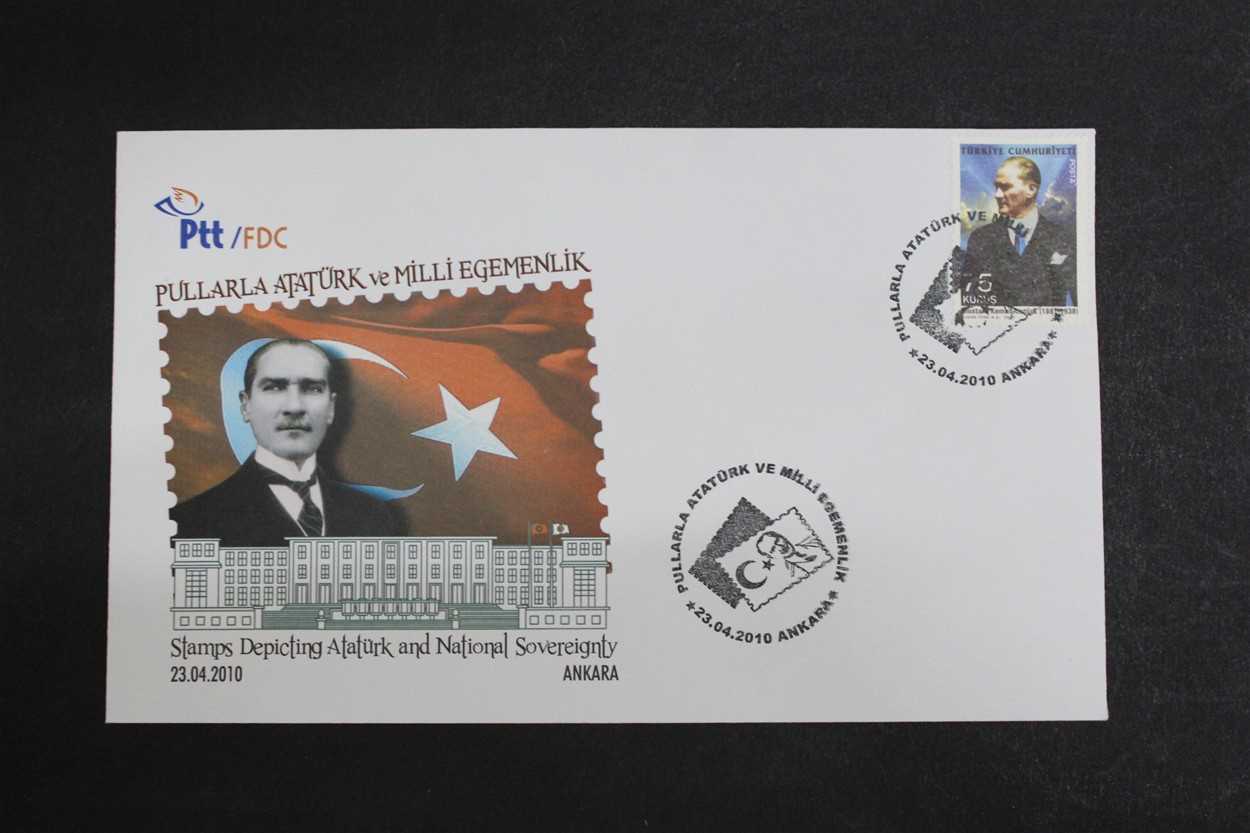 Ptt /FDC
PULLARLA ATATÜRK ve MİLLİ EGEMENLİK
Stamps Depicting Atatürk and National Sovereignty
23.04.2010 ANKARA
TÜRKİYE CUMHURİYETİ
POSTA
75
KURUŞ
PULLARLA ATATÜRK VE MİLLİ
★23.04.2010 ANKARA★
PULLARLA ATATÜRK VE MİLLİ EGEMENLİK
★23.04.2010 ANKARA★